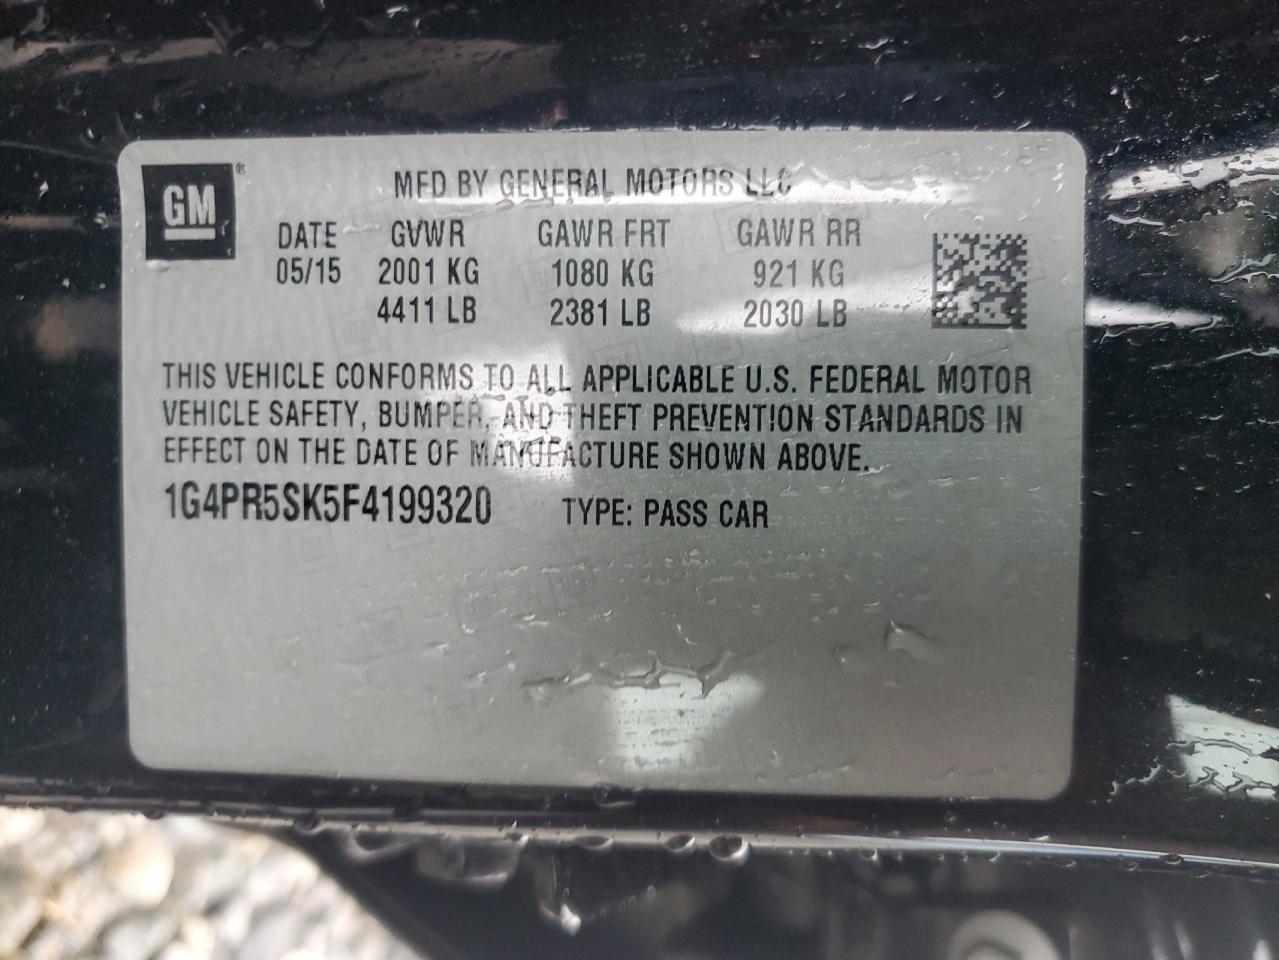 GM ®
MFD BY GENERAL MOTORS LLC
DATE GVWR GAWR FRT GAWR RR
05/15 2001 KG 1080 KG 921 KG
4411 LB 2381 LB 2030 LB
THIS VEHICLE CONFORMS TO ALL APPLICABLE U.S. FEDERAL MOTOR
VEHICLE SAFETY, BUMPER, AND THEFT PREVENTION STANDARDS IN
EFFECT ON THE DATE OF MANUFACTURE SHOWN ABOVE.
1G4PR5SK5F4199320 TYPE: PASS CAR